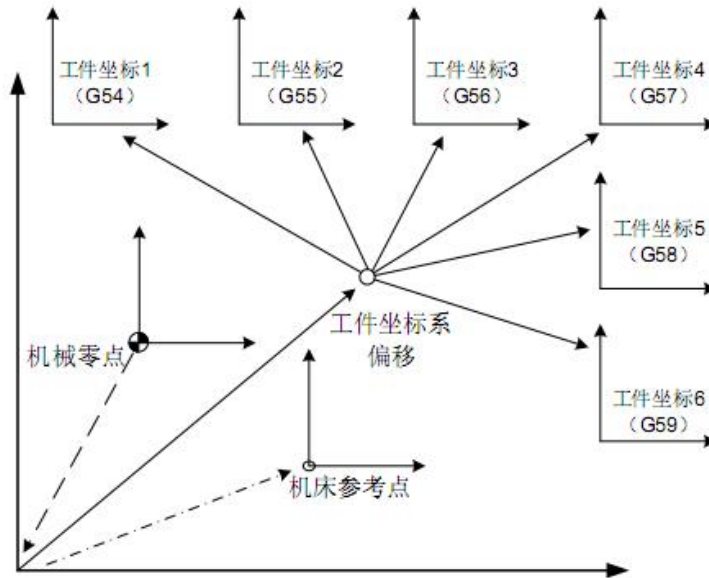 工件坐标1
（G54）
工件坐标2
（G55）
工件坐标3
（G56）
工件坐标4
（G57）
工件坐标5
（G58）
工件坐标系
偏移
机械零点
工件坐标6
（G59）
机床参考点